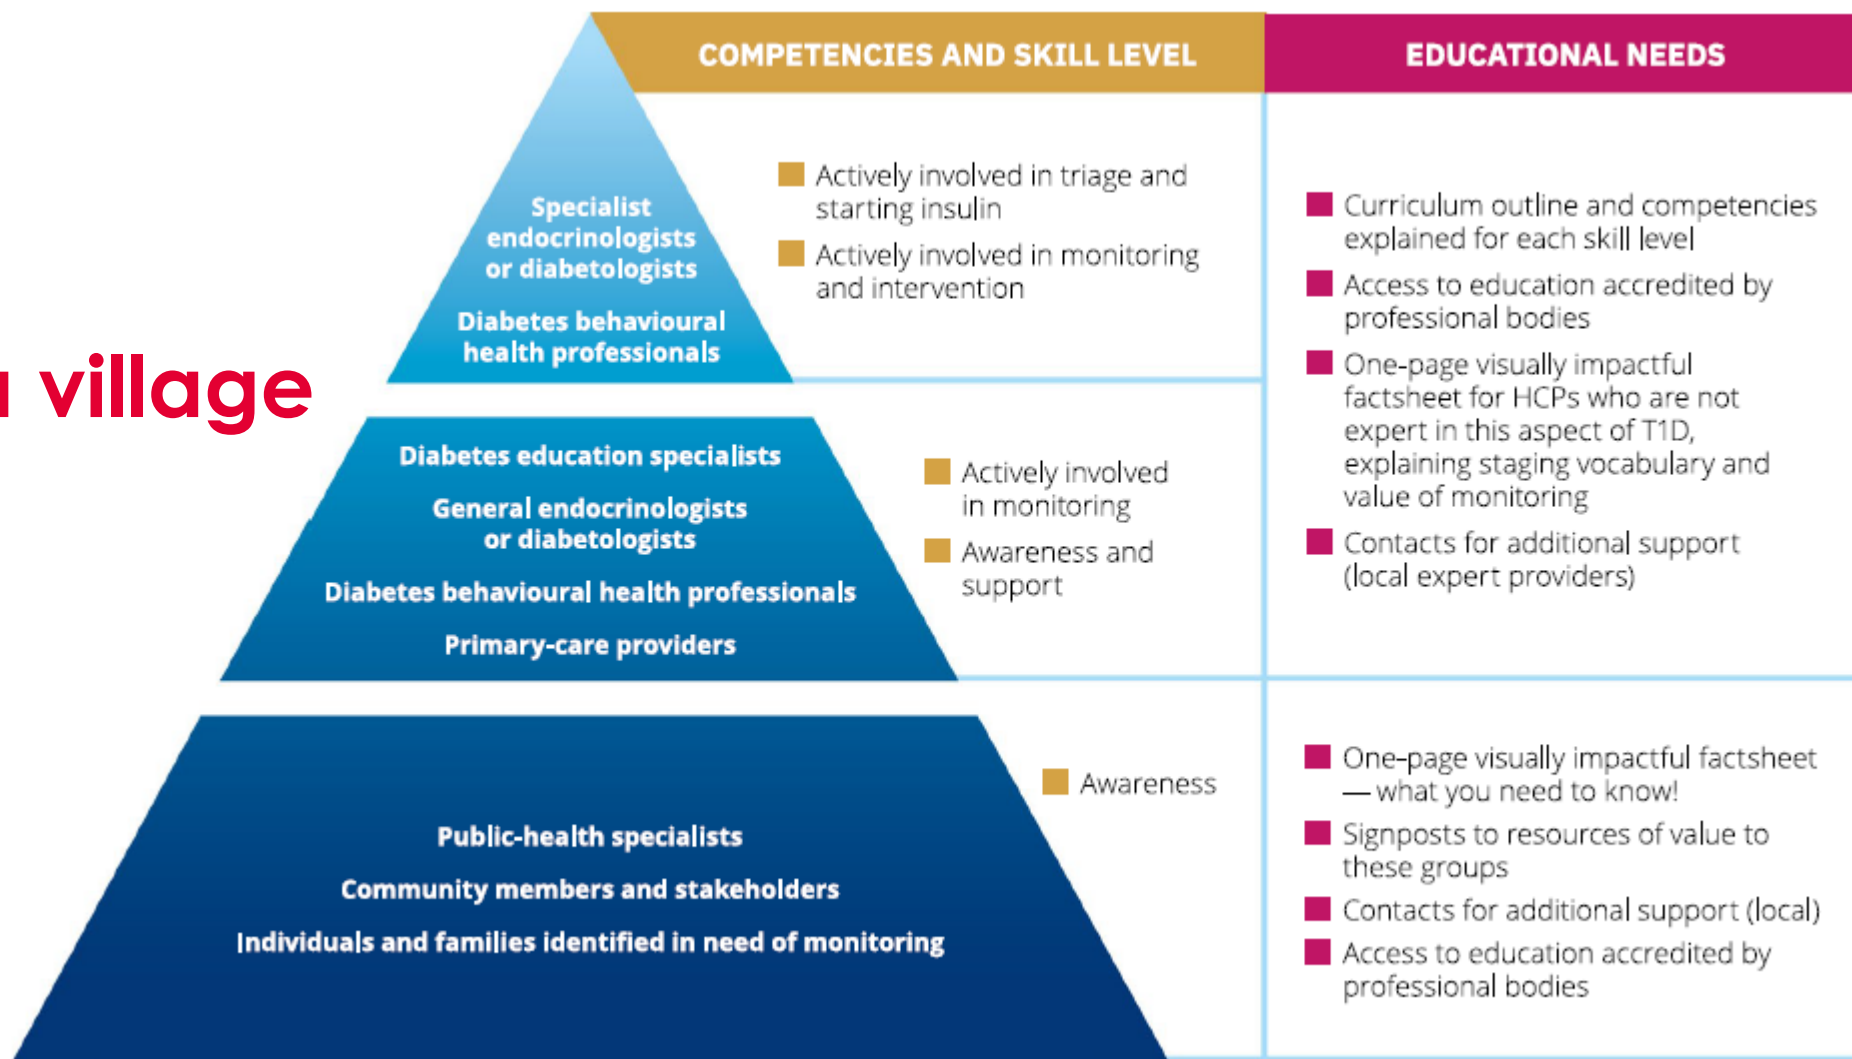 COMPETENCIES AND SKILL LEVEL
EDUCATIONAL NEEDS
village
Specialist
endocrinologists
or diabetologists
Diabetes behavioural
health professionals
Actively involved in triage and
starting insulin
Actively involved in monitoring
and intervention
Diabetes education specialists
General endocrinologists
or diabetologists
Diabetes behavioural health professionals
Primary-care providers
Actively involved
in monitoring
Awareness and
support
Curriculum outline and competencies
explained for each skill level
Access to education accredited by
professional bodies
One-page visually impactful
factsheet for HCPs who are not
expert in this aspect of T1D,
explaining staging vocabulary and
value of monitoring
Contacts for additional support
(local expert providers)
Public-health specialists
Community members and stakeholders
Individuals and families identified in need of monitoring
Awareness
One-page visually impactful factsheet
— what you need to know!
Signposts to resources of value to
these groups
Contacts for additional support (local)
Access to education accredited by
professional bodies